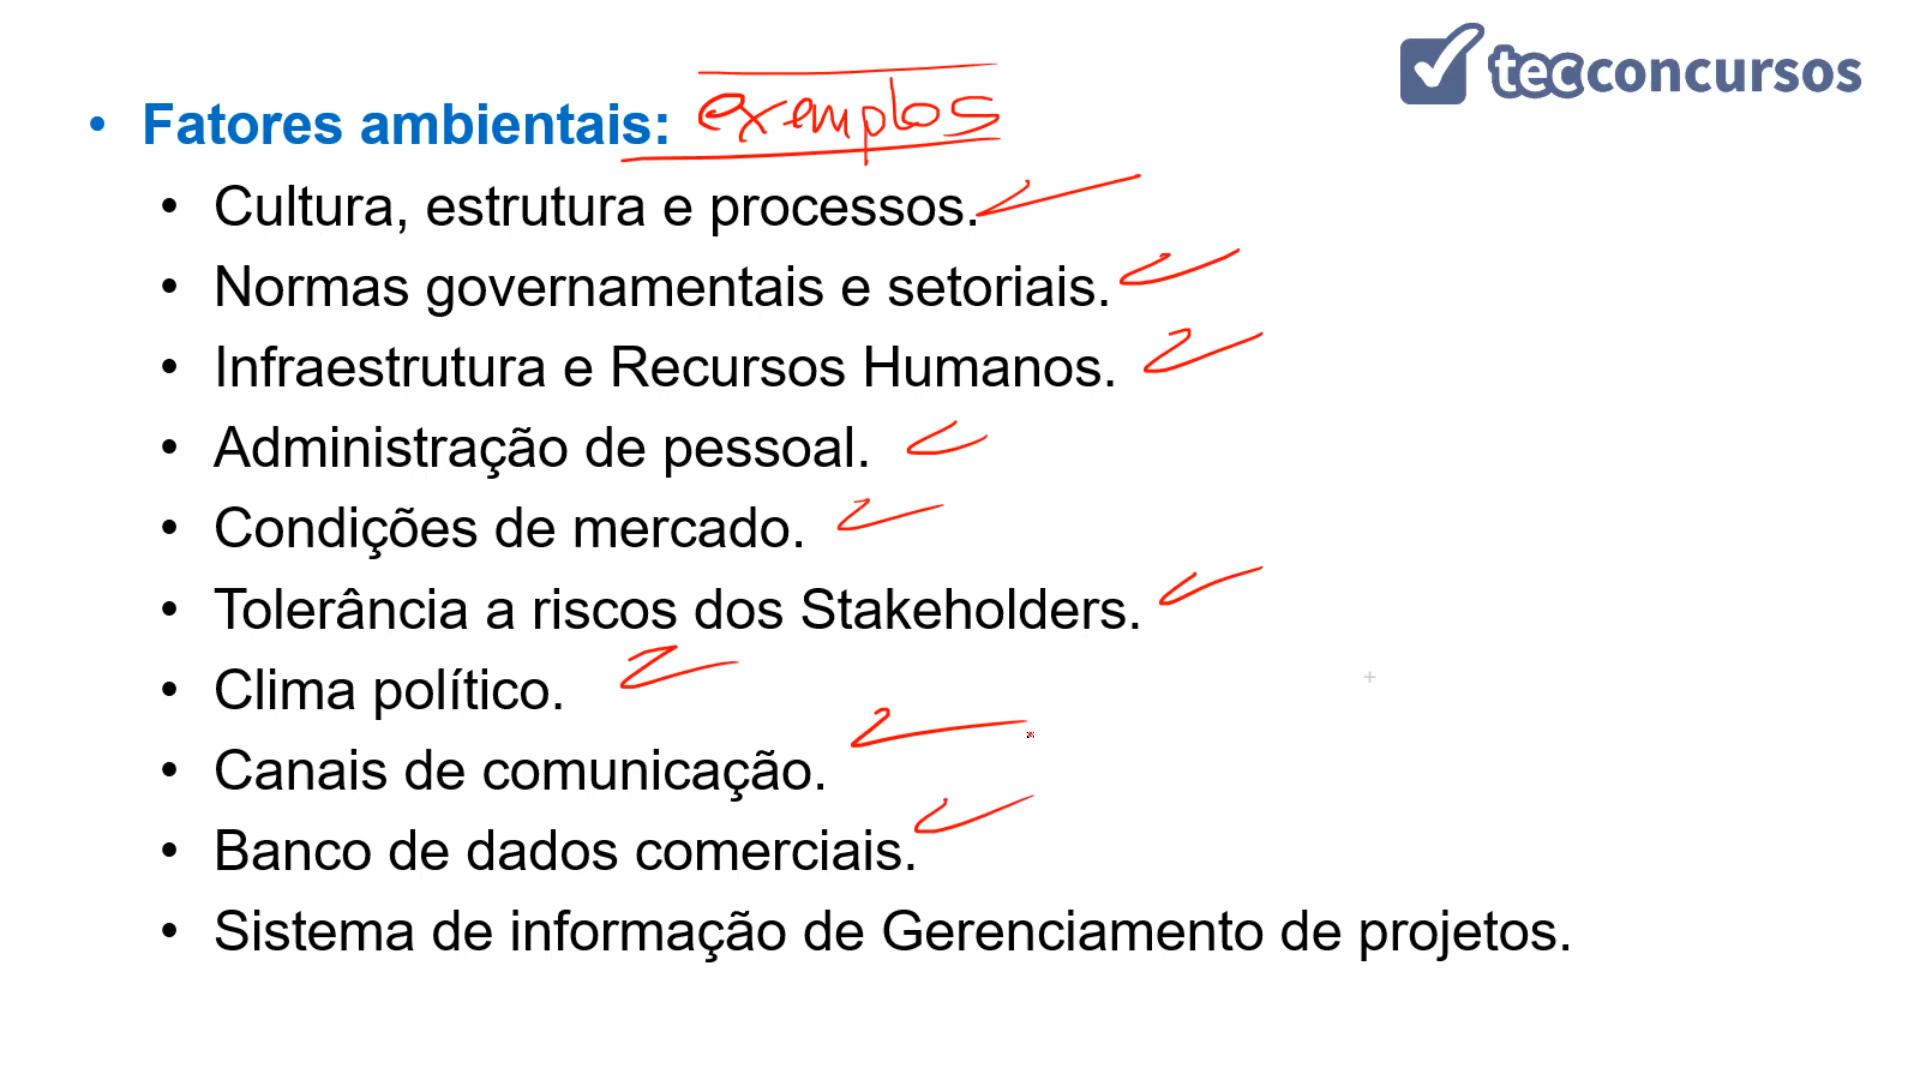 tecconcursos
• Fatores ambientais: exemplos
• Cultura, estrutura e processos.
• Normas governamentais e setoriais.
• Infraestrutura e Recursos Humanos.
• Administração de pessoal.
• Condições de mercado.
• Tolerância a riscos dos Stakeholders.
• Clima político.
• Canais de comunicação.
• Banco de dados comerciais.
• Sistema de informação de Gerenciamento de projetos.